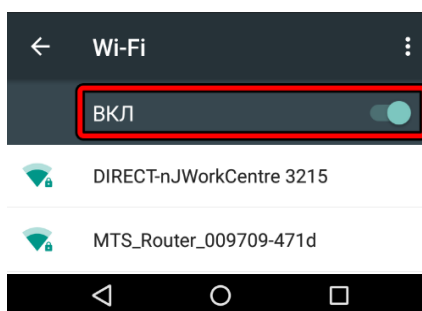 Wi-Fi
ВКЛ
DIRECT-nJWorkCentre 3215
MTS_Router_009709-471d